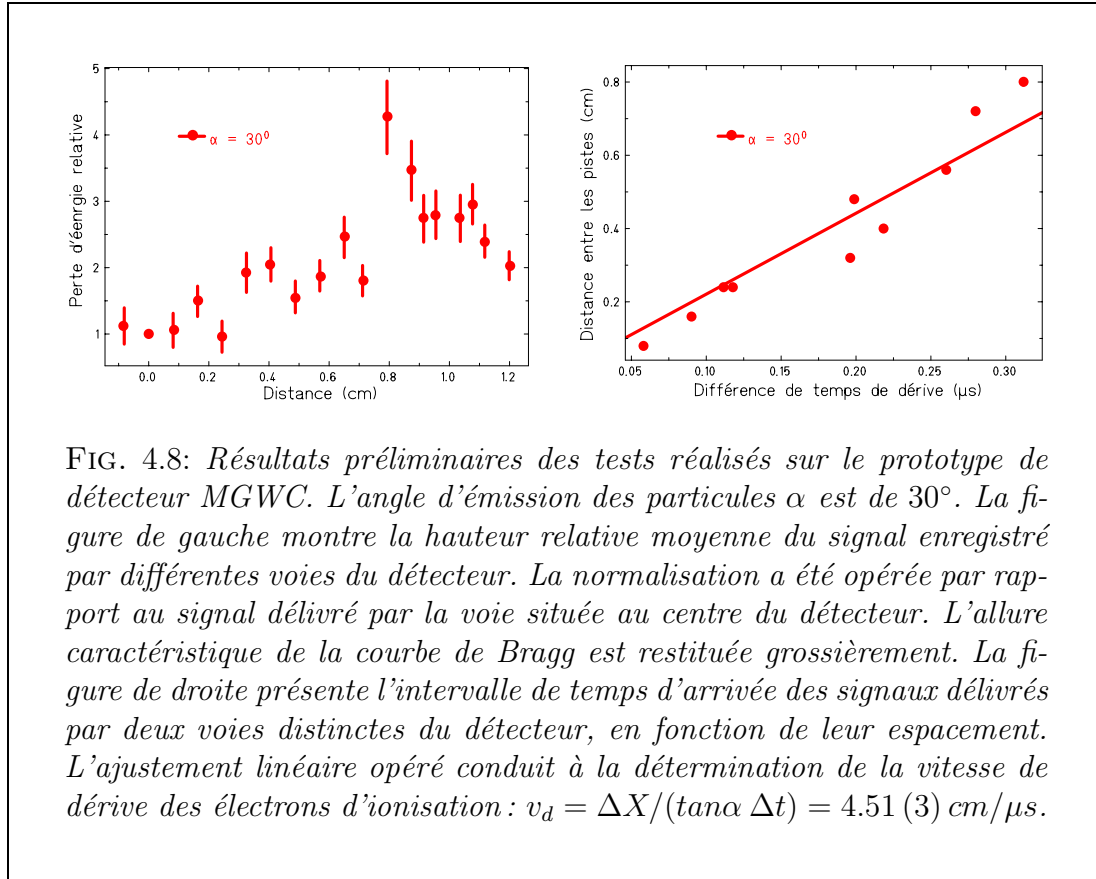 5
4
3
2
1
Perte d'éenrgie relative
α = 30⁰
0.0 0.2 0.4 0.6 0.8 1.0 1.2
Distance (cm)
0.8
0.6
0.4
0.2
Distance entre les pistes (cm)
α = 30⁰
0.05 0.10 0.15 0.20 0.25 0.30
Différence de temps de dérive (μs)
FIG. 4.8: Résultats préliminaires des tests réalisés sur le prototype de
détecteur MGWC. L'angle d'émission des particules α est de 30°. La fi-
gure de gauche montre la hauteur relative moyenne du signal enregistré
par différentes voies du détecteur. La normalisation a été opérée par rap-
port au signal délivré par la voie située au centre du détecteur. L'allure
caractéristique de la courbe de Bragg est restituée grossièrement. La fi-
gure de droite présente l'intervalle de temps d'arrivée des signaux délivrés
par deux voies distinctes du détecteur, en fonction de leur espacement.
L'ajustement linéaire opéré conduit à la détermination de la vitesse de
dérive des électrons d'ionisation : v_d = ΔX/(tanα Δt) = 4.51 (3) cm/μs.